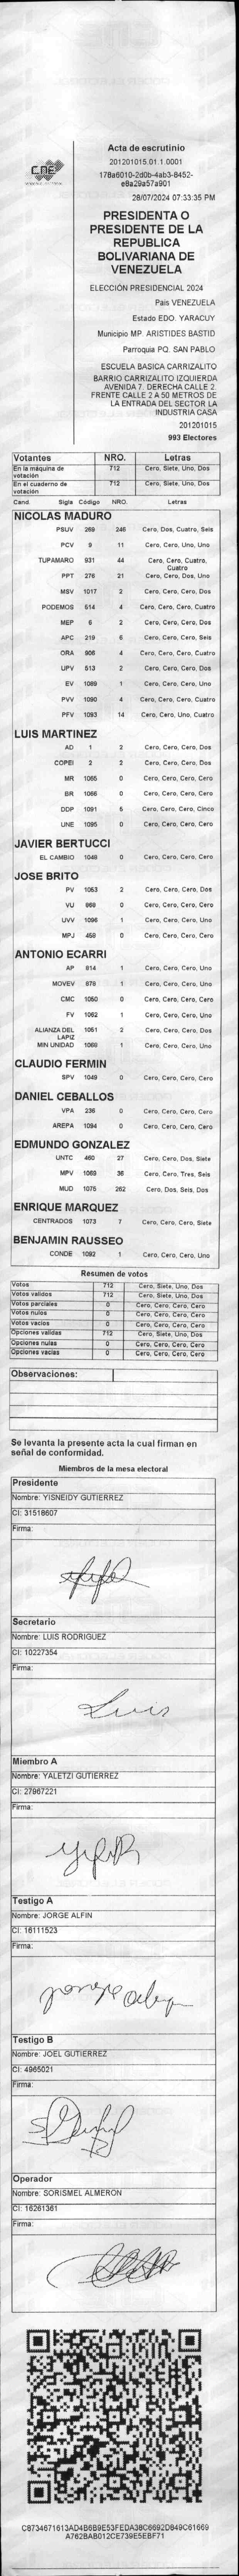 CNE
Acta de escrutinio
201201015.01.1.0001
178a6010-2d0b-4ab3-8452-
e8a29a57a901
28/07/2024 07:33:35 PM
PRESIDENTA O
PRESIDENTE DE LA
REPUBLICA
BOLIVARIANA DE
VENEZUELA
ELECCIÓN PRESIDENCIAL 2024
Pais VENEZUELA
Estado EDO. YARACUY
Municipio MP. ARISTIDES BASTID
Parroquia PQ. SAN PABLO
ESCUELA BASICA CARRIZALITO
BARRIO CARRIZALITO IZQUIERDA
AVENIDA 7. DERECHA CALLE 2.
FRENTE CALLE 2 A 50 METROS DE
LA ENTRADA DEL SECTOR LA
INDUSTRIA CASA
201201015
993 Electores
Votantes NRO. Letras
En la máquina de votación 712 Cero, Siete, Uno, Dos
En el cuaderno de votación 712 Cero, Siete, Uno, Dos
Cand. Sigla Código NRO. Letras
NICOLAS MADURO
PSUV 269 246 Cero, Dos, Cuatro, Seis
PCV 9 11 Cero, Cero, Uno, Uno
TUPAMARO 931 44 Cero, Cero, Cuatro, Cuatro
PPT 276 21 Cero, Cero, Dos, Uno
MSV 1017 2 Cero, Cero, Cero, Dos
PODEMOS 514 4 Cero, Cero, Cero, Cuatro
MEP 6 2 Cero, Cero, Cero, Dos
APC 219 6 Cero, Cero, Cero, Seis
ORA 906 4 Cero, Cero, Cero, Cuatro
UPV 513 2 Cero, Cero, Cero, Dos
EV 1089 1 Cero, Cero, Cero, Uno
PVV 1090 4 Cero, Cero, Cero, Cuatro
PFV 1093 14 Cero, Cero, Uno, Cuatro
LUIS MARTINEZ
AD 1 2 Cero, Cero, Cero, Dos
COPEI 2 2 Cero, Cero, Cero, Dos
MR 1065 0 Cero, Cero, Cero, Cero
BR 1066 0 Cero, Cero, Cero, Cero
DDP 1091 5 Cero, Cero, Cero, Cinco
UNE 1095 0 Cero, Cero, Cero, Cero
JAVIER BERTUCCI
EL CAMBIO 1048 0 Cero, Cero, Cero, Cero
JOSE BRITO
PV 1053 2 Cero, Cero, Cero, Dos
VU 868 0 Cero, Cero, Cero, Cero
UVV 1096 1 Cero, Cero, Cero, Uno
MPJ 458 0 Cero, Cero, Cero, Cero
ANTONIO ECARRI
AP 814 1 Cero, Cero, Cero, Uno
MOVEV 878 1 Cero, Cero, Cero, Uno
CMC 1050 0 Cero, Cero, Cero, Cero
FV 1062 1 Cero, Cero, Cero, Uno
ALIANZA DEL LAPIZ 1051 2 Cero, Cero, Cero, Dos
MIN UNIDAD 1068 1 Cero, Cero, Cero, Uno
CLAUDIO FERMIN
SPV 1049 0 Cero, Cero, Cero, Cero
DANIEL CEBALLOS
VPA 236 0 Cero, Cero, Cero, Cero
AREPA 1094 0 Cero, Cero, Cero, Cero
EDMUNDO GONZALEZ
UNTC 460 27 Cero, Cero, Dos, Siete
MPV 1069 36 Cero, Cero, Tres, Seis
MUD 1075 262 Cero, Dos, Seis, Dos
ENRIQUE MARQUEZ
CENTRADOS 1073 7 Cero, Cero, Cero, Siete
BENJAMIN RAUSSEO
CONDE 1092 1 Cero, Cero, Cero, Uno
Resumen de votos
Votos 712 Cero, Siete, Uno, Dos
Votos validos 712 Cero, Siete, Uno, Dos
Votos parciales 0 Cero, Cero, Cero, Cero
Votos nulos 0 Cero, Cero, Cero, Cero
Votos vacios 0 Cero, Cero, Cero, Cero
Opciones validas 712 Cero, Siete, Uno, Dos
Opciones nulas 0 Cero, Cero, Cero, Cero
Opciones vacias 0 Cero, Cero, Cero, Cero
Observaciones:
Se levanta la presente acta la cual firman en
señal de conformidad.
Miembros de la mesa electoral
Presidente
Nombre: YISNEIDY GUTIERREZ
CI: 31518607
Firma:
Secretario
Nombre: LUIS RODRIGUEZ
CI: 10227354
Firma:
Luis
Miembro A
Nombre: YALETZI GUTIERREZ
CI: 27967221
Firma:
Testigo A
Nombre: JORGE ALFIN
CI: 16111523
Firma:
Testigo B
Nombre: JOEL GUTIERREZ
CI: 4965021
Firma:
Operador
Nombre: SORISMEL ALMERON
CI: 16261361
Firma:
C8734671613AD4B6B9E53FEDA38C6692D849C61669
A762BAB012CE739E5EBF71